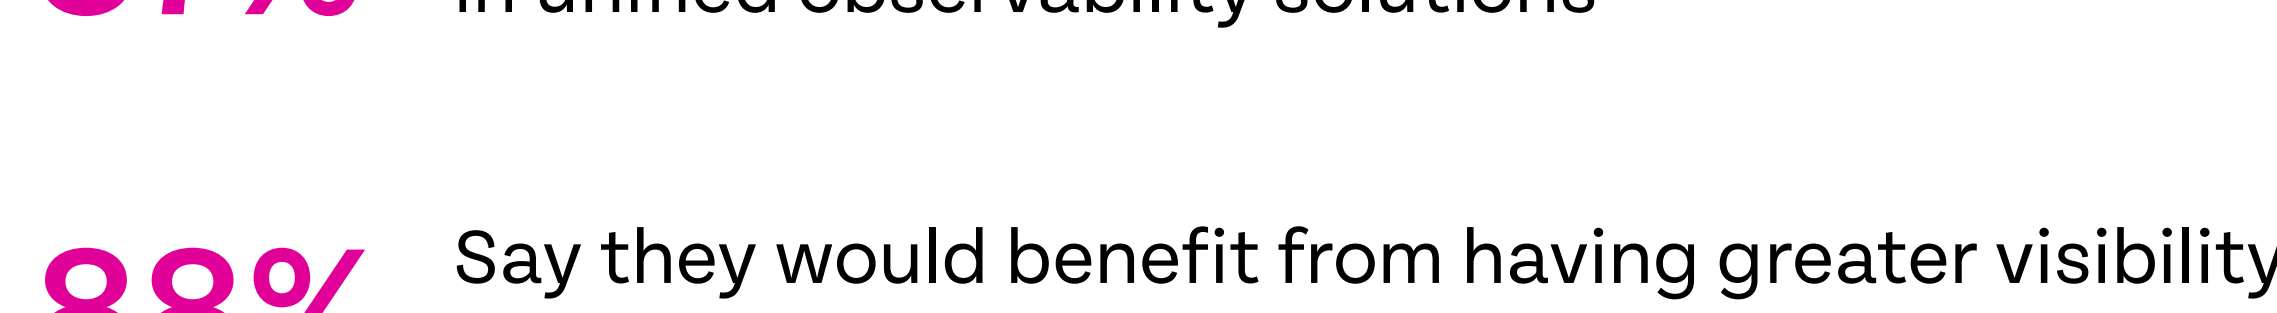 in unified observability solutions
Say they would benefit from having greater visibility
88%